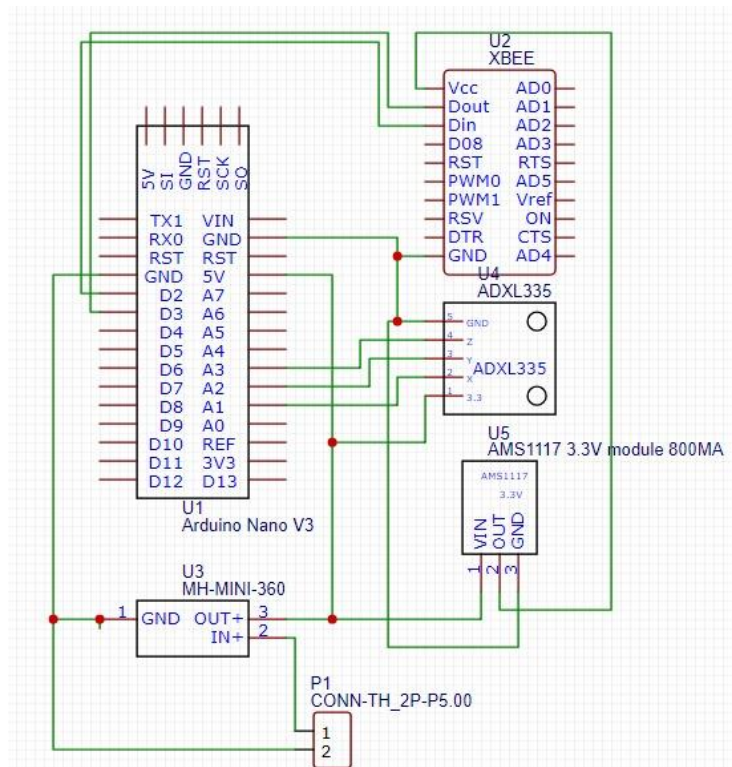 U2
XBEE
Vcc AD0
Dout AD1
Din AD2
D08 AD3
RST RTS
PWM0 AD5
PWM1 Vref
RSV ON
DTR CTS
GND AD4
5V SI GND RST SCK SO
TX1 VIN
RX0 GND
RST RST
GND 5V
D2 A7
D3 A6
D4 A5
D5 A4
D6 A3
D7 A2
D8 A1
D9 A0
D10 REF
D11 3V3
D12 D13
U1
Arduino Nano V3
U4
ADXL335
5 GND
4 Z
3 Y
2 X
1 3.3
ADXL335
U5
AMS1117 3.3V module 800MA
AMS1117
3.3V
VIN OUT GND
1 2 3
U3
MH-MINI-360
1 GND OUT+ 3
IN+ 2
P1
CONN-TH_2P-P5.00
1
2